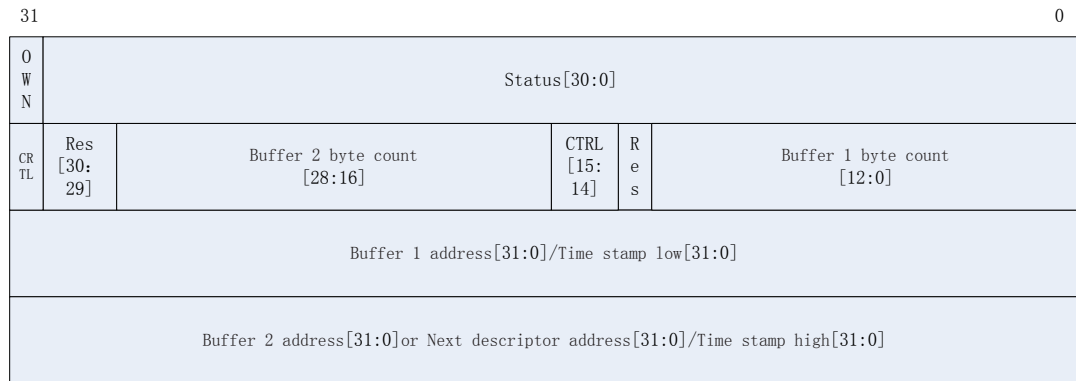 31 0
O
W
N
Status[30:0]
CR
TL
Res
[30:
29]
Buffer 2 byte count
[28:16]
CTRL
[15:
14]
R
e
s
Buffer 1 byte count
[12:0]
Buffer 1 address[31:0]/Time stamp low[31:0]
Buffer 2 address[31:0]or Next descriptor address[31:0]/Time stamp high[31:0]